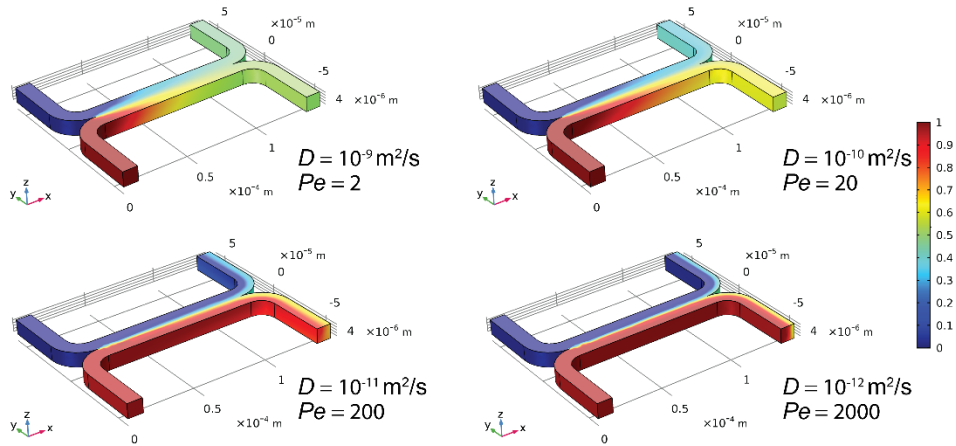 5
×10⁻⁵ m
0
-5
4 ×10⁻⁶ m
1
0.5
×10⁻⁴ m
0
z
y
x
D = 10⁻⁹ m²/s
Pe = 2
5
×10⁻⁵ m
0
-5
4 ×10⁻⁶ m
1
0.5
×10⁻⁴ m
0
z
y
x
D = 10⁻¹⁰ m²/s
Pe = 20
1
0.9
0.8
0.7
0.6
0.5
0.4
0.3
0.2
0.1
0
5
×10⁻⁵ m
0
-5
4 ×10⁻⁶ m
1
0.5
×10⁻⁴ m
0
z
y
x
D = 10⁻¹¹ m²/s
Pe = 200
5
×10⁻⁵ m
0
-5
4 ×10⁻⁶ m
1
0.5
×10⁻⁴ m
0
z
y
x
D = 10⁻¹² m²/s
Pe = 2000